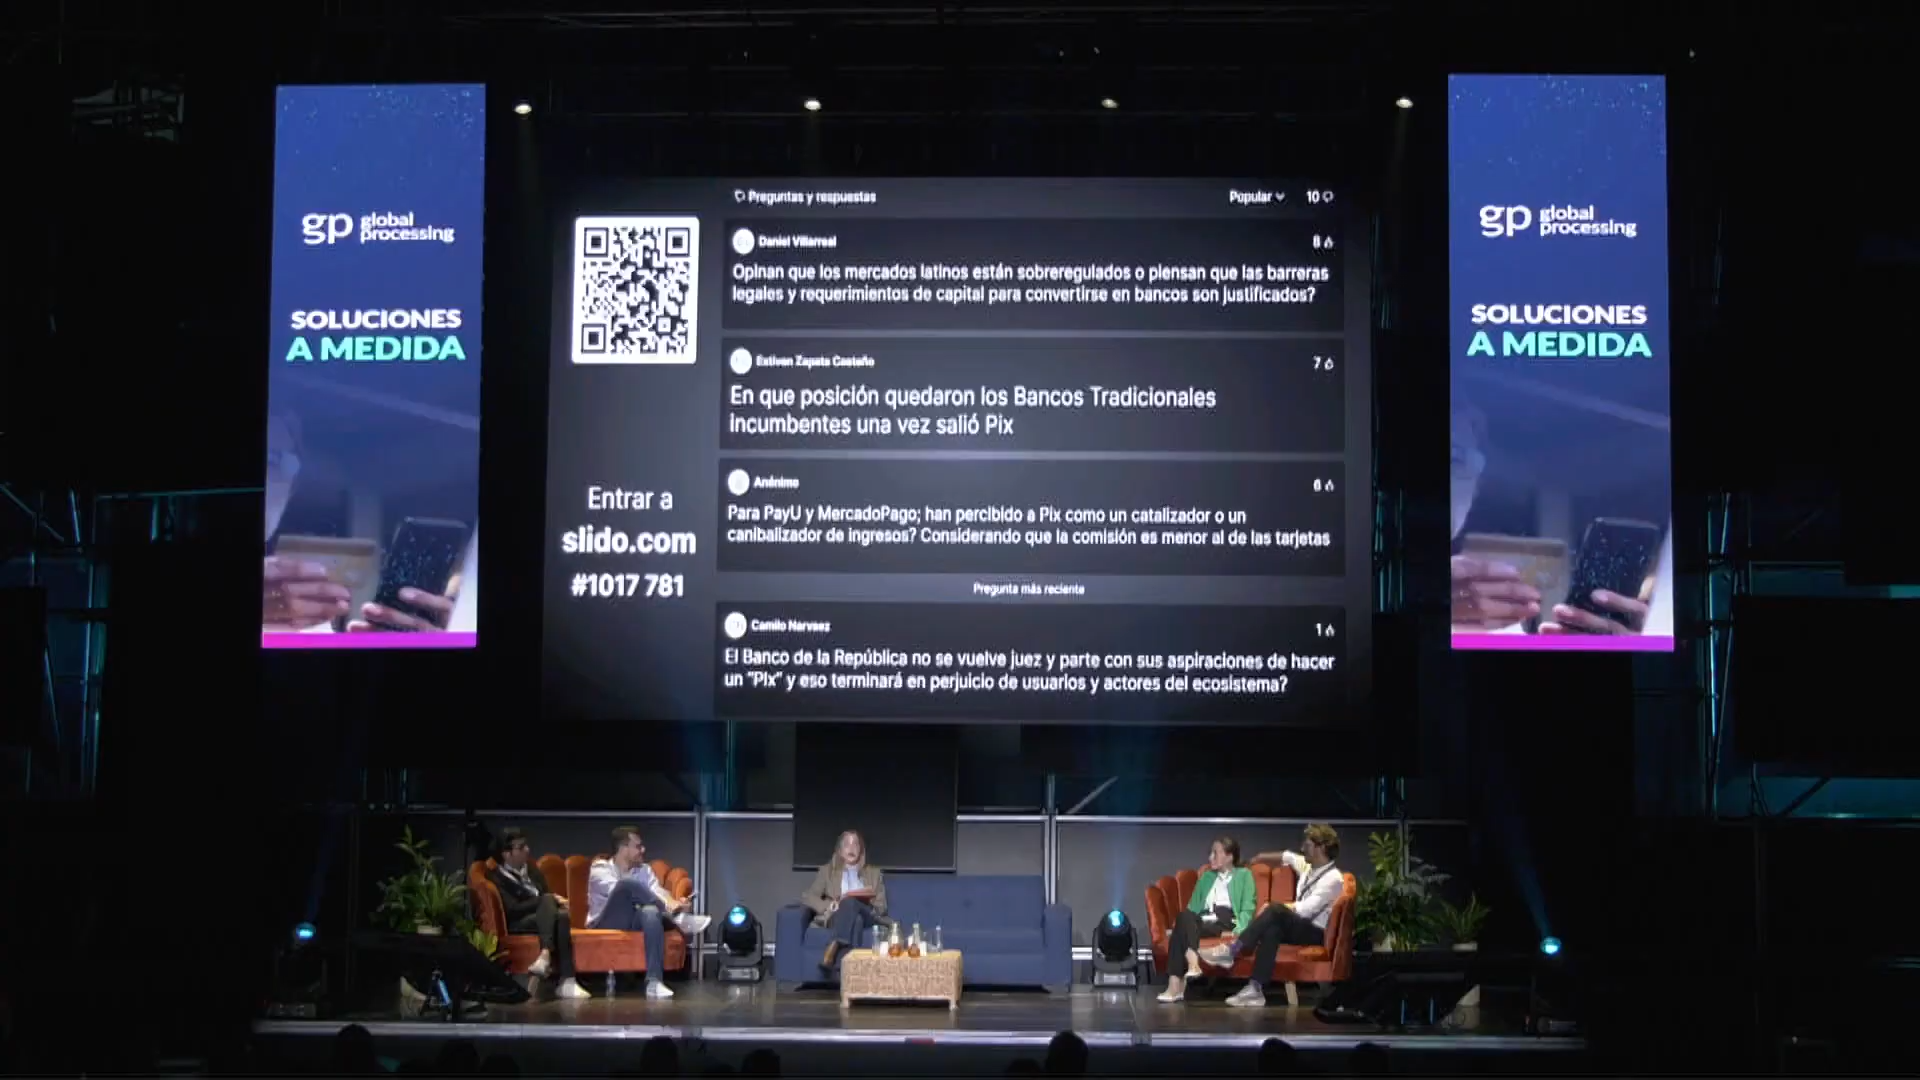 gp global processing
SOLUCIONES
A MEDIDA
Preguntas y respuestas
Popular
10
Daniel Villarreal
8
Opinan que los mercados latinos están sobreregulados o piensan que las barreras
legales y requerimientos de capital para convertirse en bancos son justificados?
Estiven Zapata Castaño
7
En que posición quedaron los Bancos Tradicionales
incumbentes una vez salió Pix
Anónimo
6
Para PayU y MercadoPago; han percibido a Pix como un catalizador o un
canibalizador de ingresos? Considerando que la comisión es menor al de las tarjetas
Pregunta más reciente
Camilo Narvaez
1
El Banco de la República no se vuelve juez y parte con sus aspiraciones de hacer
un "Pix" y eso terminará en perjuicio de usuarios y actores del ecosistema?
Entrar a
slido.com
#1017 781
gp global processing
SOLUCIONES
A MEDIDA